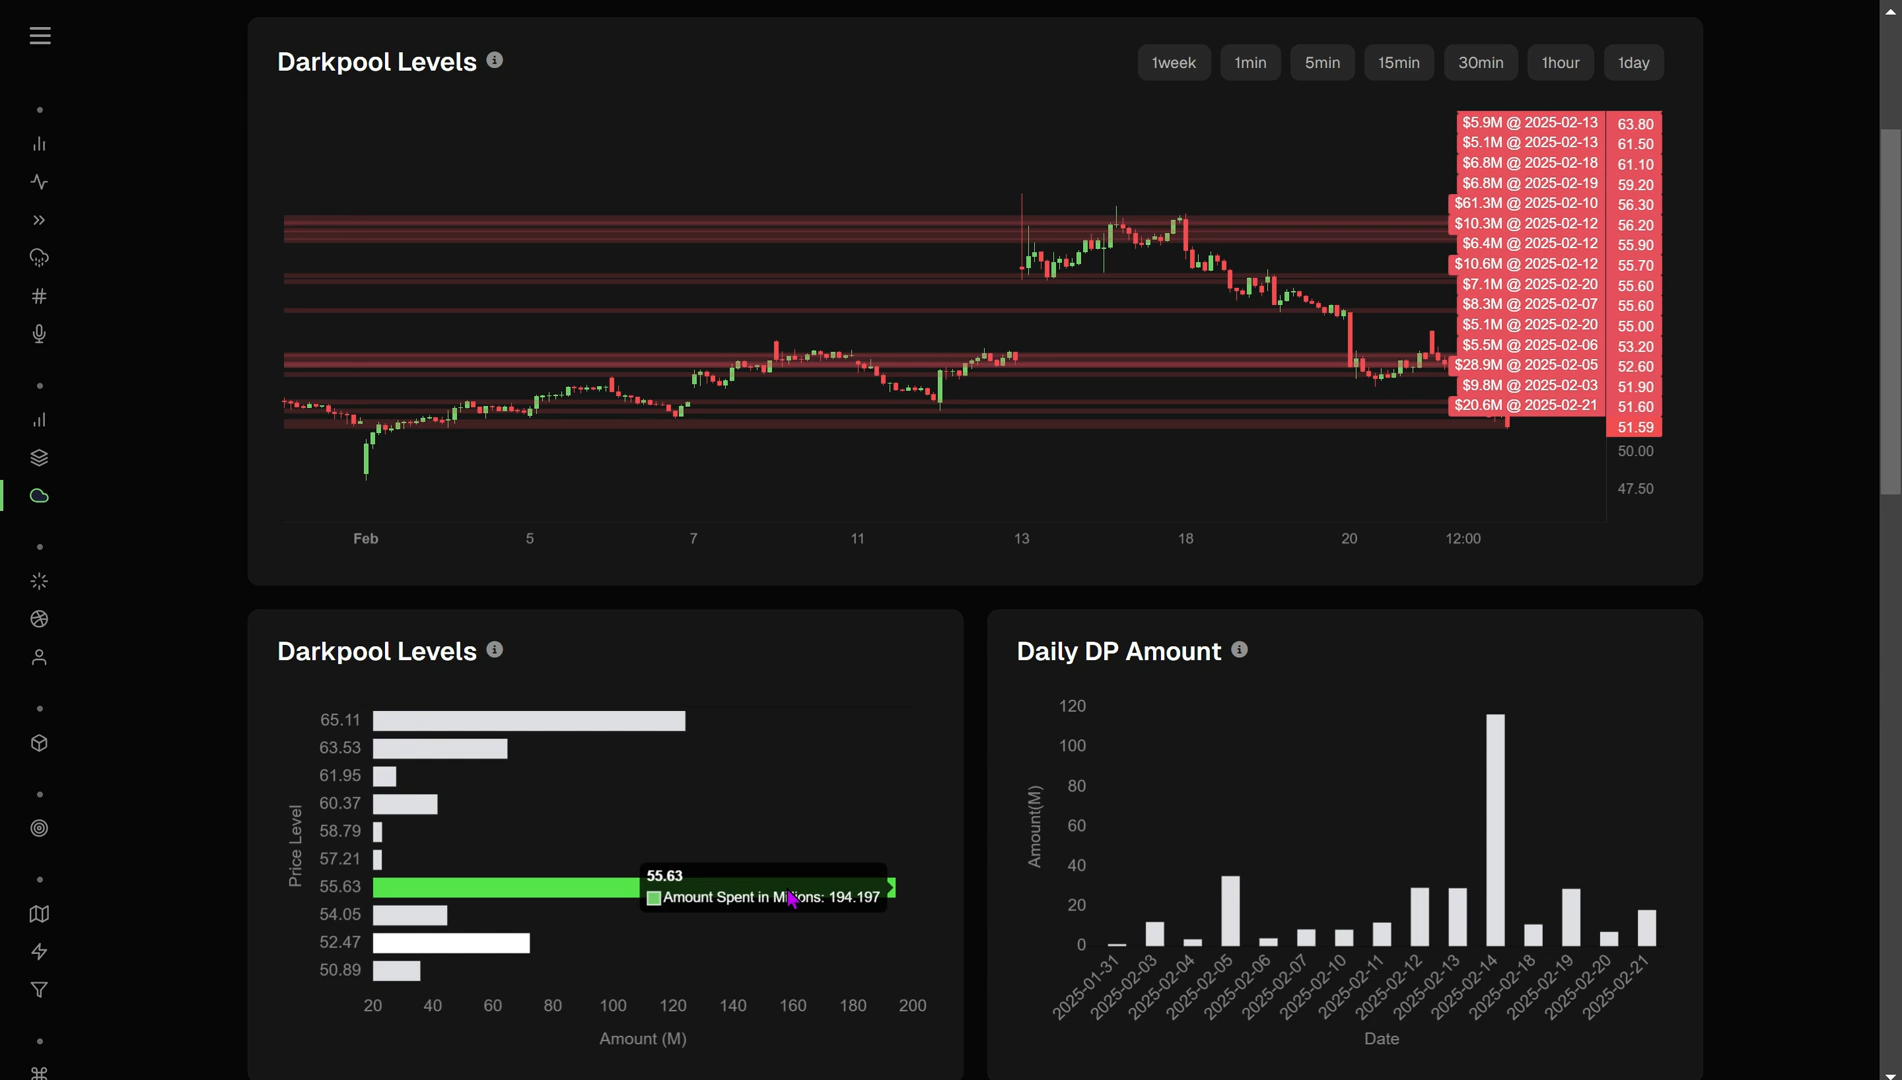 Darkpool Levels
1week 1min 5min 15min 30min 1hour 1day
$5.9M @ 2025-02-13 63.80
$5.1M @ 2025-02-13 61.50
$6.8M @ 2025-02-18 61.10
$6.8M @ 2025-02-19 59.20
$61.3M @ 2025-02-10 56.30
$10.3M @ 2025-02-12 56.20
$6.4M @ 2025-02-12 55.90
$10.6M @ 2025-02-12 55.70
$7.1M @ 2025-02-20 55.60
$8.3M @ 2025-02-07 55.60
$5.1M @ 2025-02-20 55.00
$5.5M @ 2025-02-06 53.20
$28.9M @ 2025-02-05 52.60
$9.8M @ 2025-02-03 51.90
$20.6M @ 2025-02-21 51.60
51.59
50.00
47.50
Feb 5 7 11 13 18 20 12:00
Darkpool Levels
Price Level
65.11
63.53
61.95
60.37
58.79
57.21
55.63
54.05
52.47
50.89
55.63
Amount Spent in Millions: 194.197
20 40 60 80 100 120 140 160 180 200
Amount (M)
Daily DP Amount
Amount(M)
120
100
80
60
40
20
0
2025-01-31
2025-02-03
2025-02-04
2025-02-05
2025-02-06
2025-02-07
2025-02-10
2025-02-11
2025-02-12
2025-02-13
2025-02-14
2025-02-18
2025-02-19
2025-02-20
2025-02-21
Date